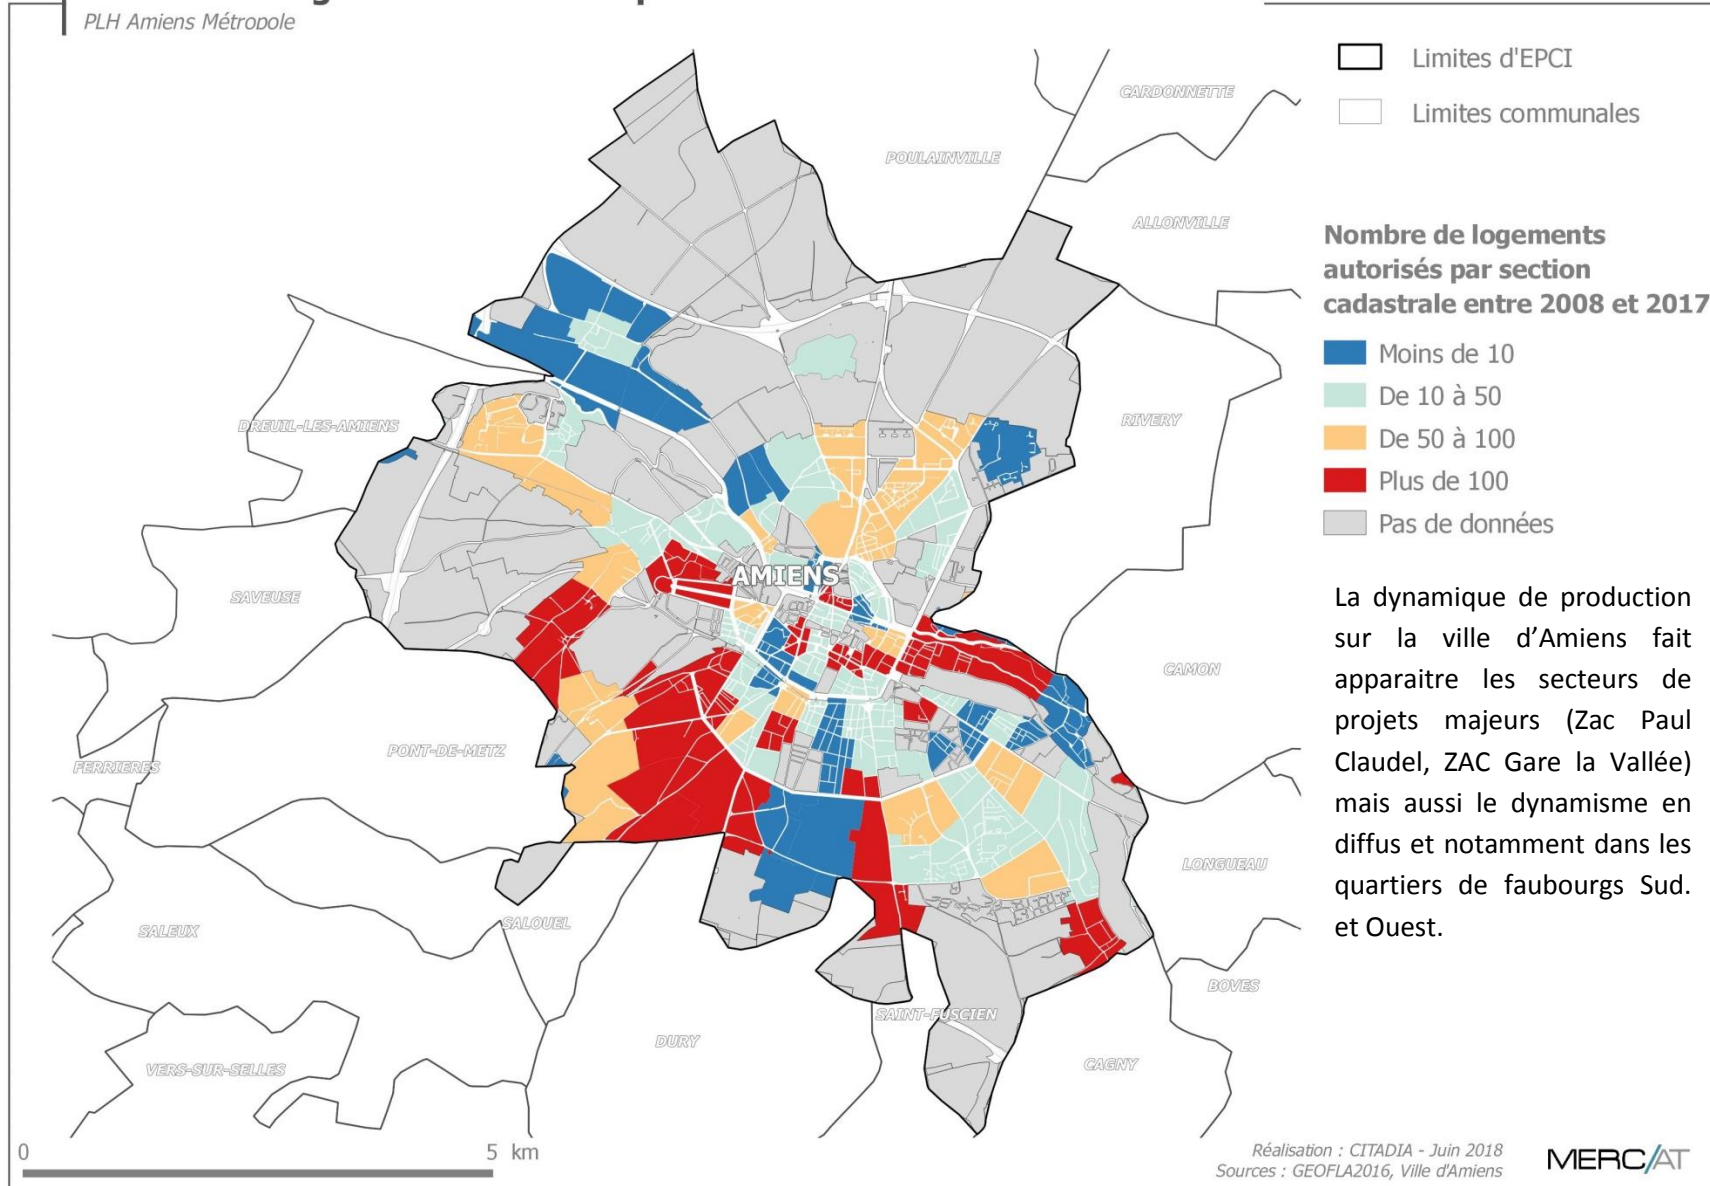 PLH Amiens Métropole
Limites d'EPCI
Limites communales
CARDONNETTE
POULAINVILLE
ALLONVILLE
Nombre de logements
autorisés par section
cadastrale entre 2008 et 2017
Moins de 10
De 10 à 50
De 50 à 100
Plus de 100
Pas de données
DREUIL-LES-AMIENS
RIVERY
AMIENS
SAVEUSE
CAMON
PONT-DE-METZ
FERRIERES
LONGUEAU
SALEUX
SALOUEL
BOVES
SAINT-FUSCIEN
DURY
CAGNY
VERS-SUR-SELLES
La dynamique de production
sur la ville d’Amiens fait
apparaitre les secteurs de
projets majeurs (Zac Paul
Claudel, ZAC Gare la Vallée)
mais aussi le dynamisme en
diffus et notamment dans les
quartiers de faubourgs Sud.
et Ouest.
0 5 km
Réalisation : CITADIA - Juin 2018
Sources : GEOFLA2016, Ville d'Amiens
MERC/AT